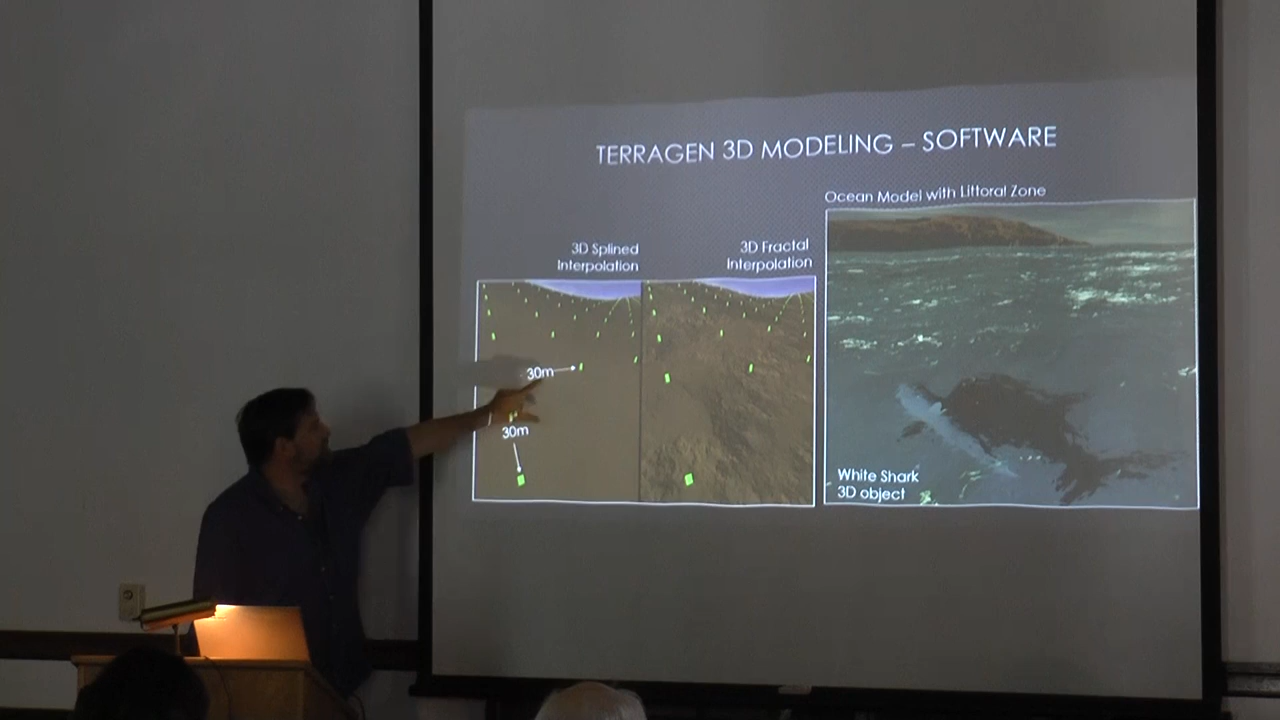 TERRAGEN 3D MODELING – SOFTWARE
Ocean Model with Littoral Zone
3D Splined
Interpolation
3D Fractal
Interpolation
30m
30m
White Shark
3D object